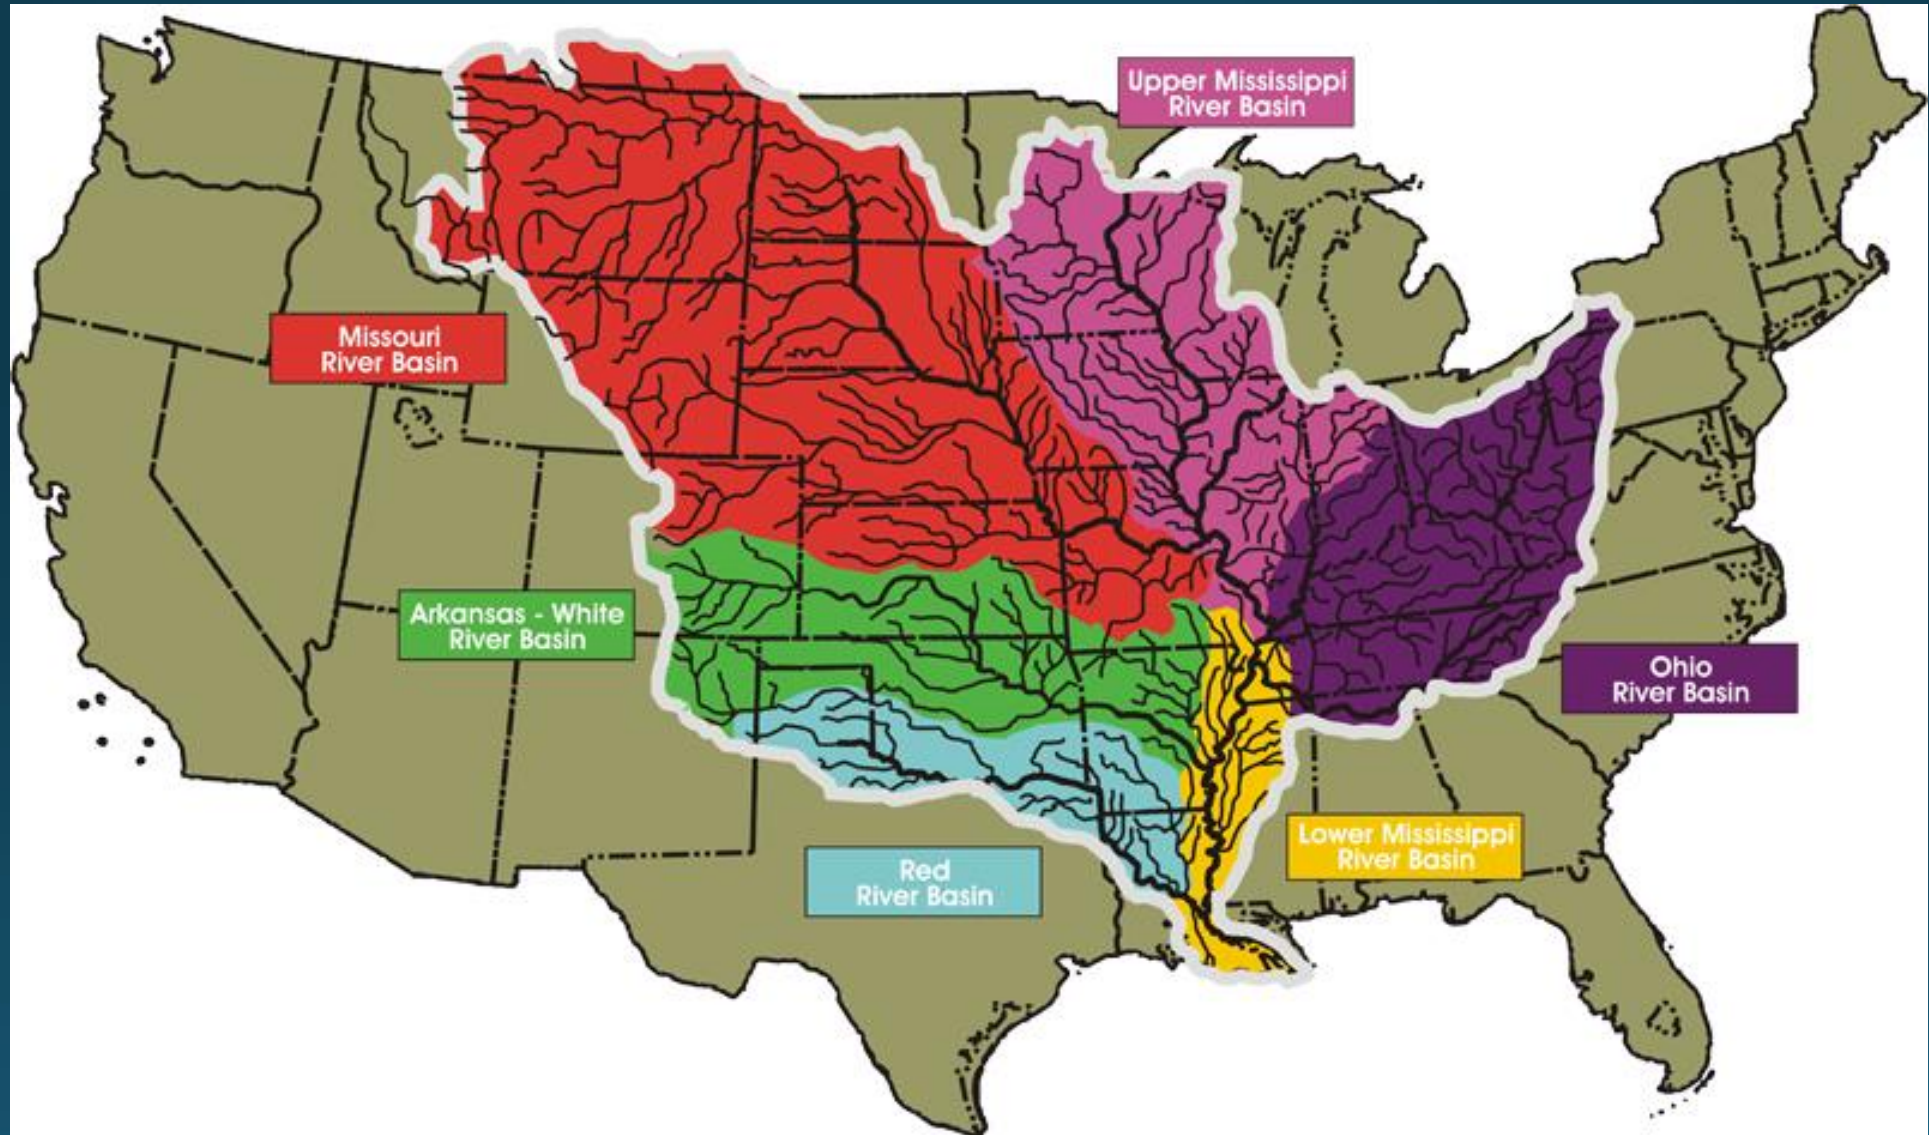 Upper Mississippi
River Basin
Missouri
River Basin
Arkansas - White
River Basin
Ohio
River Basin
Lower Mississippi
River Basin
Red
River Basin